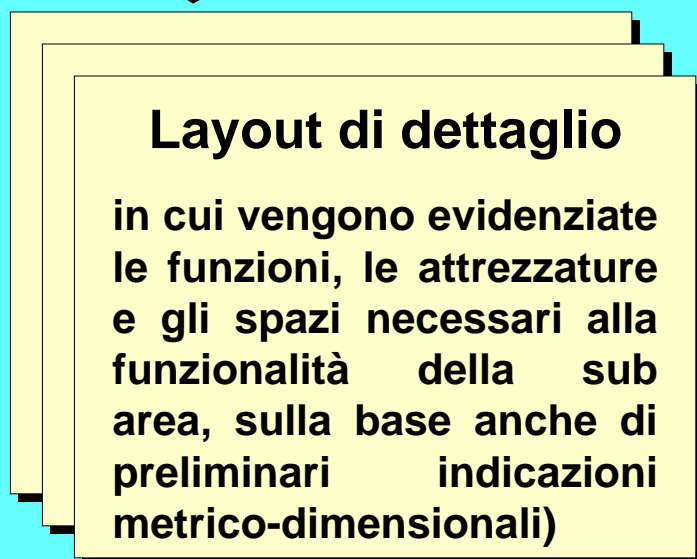 Layout di dettaglio
in cui vengono evidenziate
le funzioni, le attrezzature
e gli spazi necessari alla
funzionalità della sub
area, sulla base anche di
preliminari indicazioni
metrico-dimensionali)